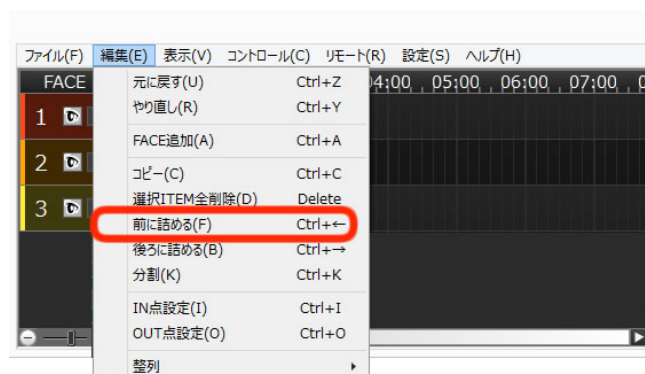 ファイル(F) 編集(E) 表示(V) コントロール(C) リモート(R) 設定(S) ヘルプ(H)
FACE 04:00 05:00 06:00 07:00
元に戻す(U) Ctrl+Z
やり直し(R) Ctrl+Y
1
FACE追加(A) Ctrl+A
2
コピー(C) Ctrl+C
選択ITEM全削除(D) Delete
3
前に詰める(F) Ctrl+←
後ろに詰める(B) Ctrl+→
分割(K) Ctrl+K
IN点設定(I) Ctrl+I
OUT点設定(O) Ctrl+O
整列